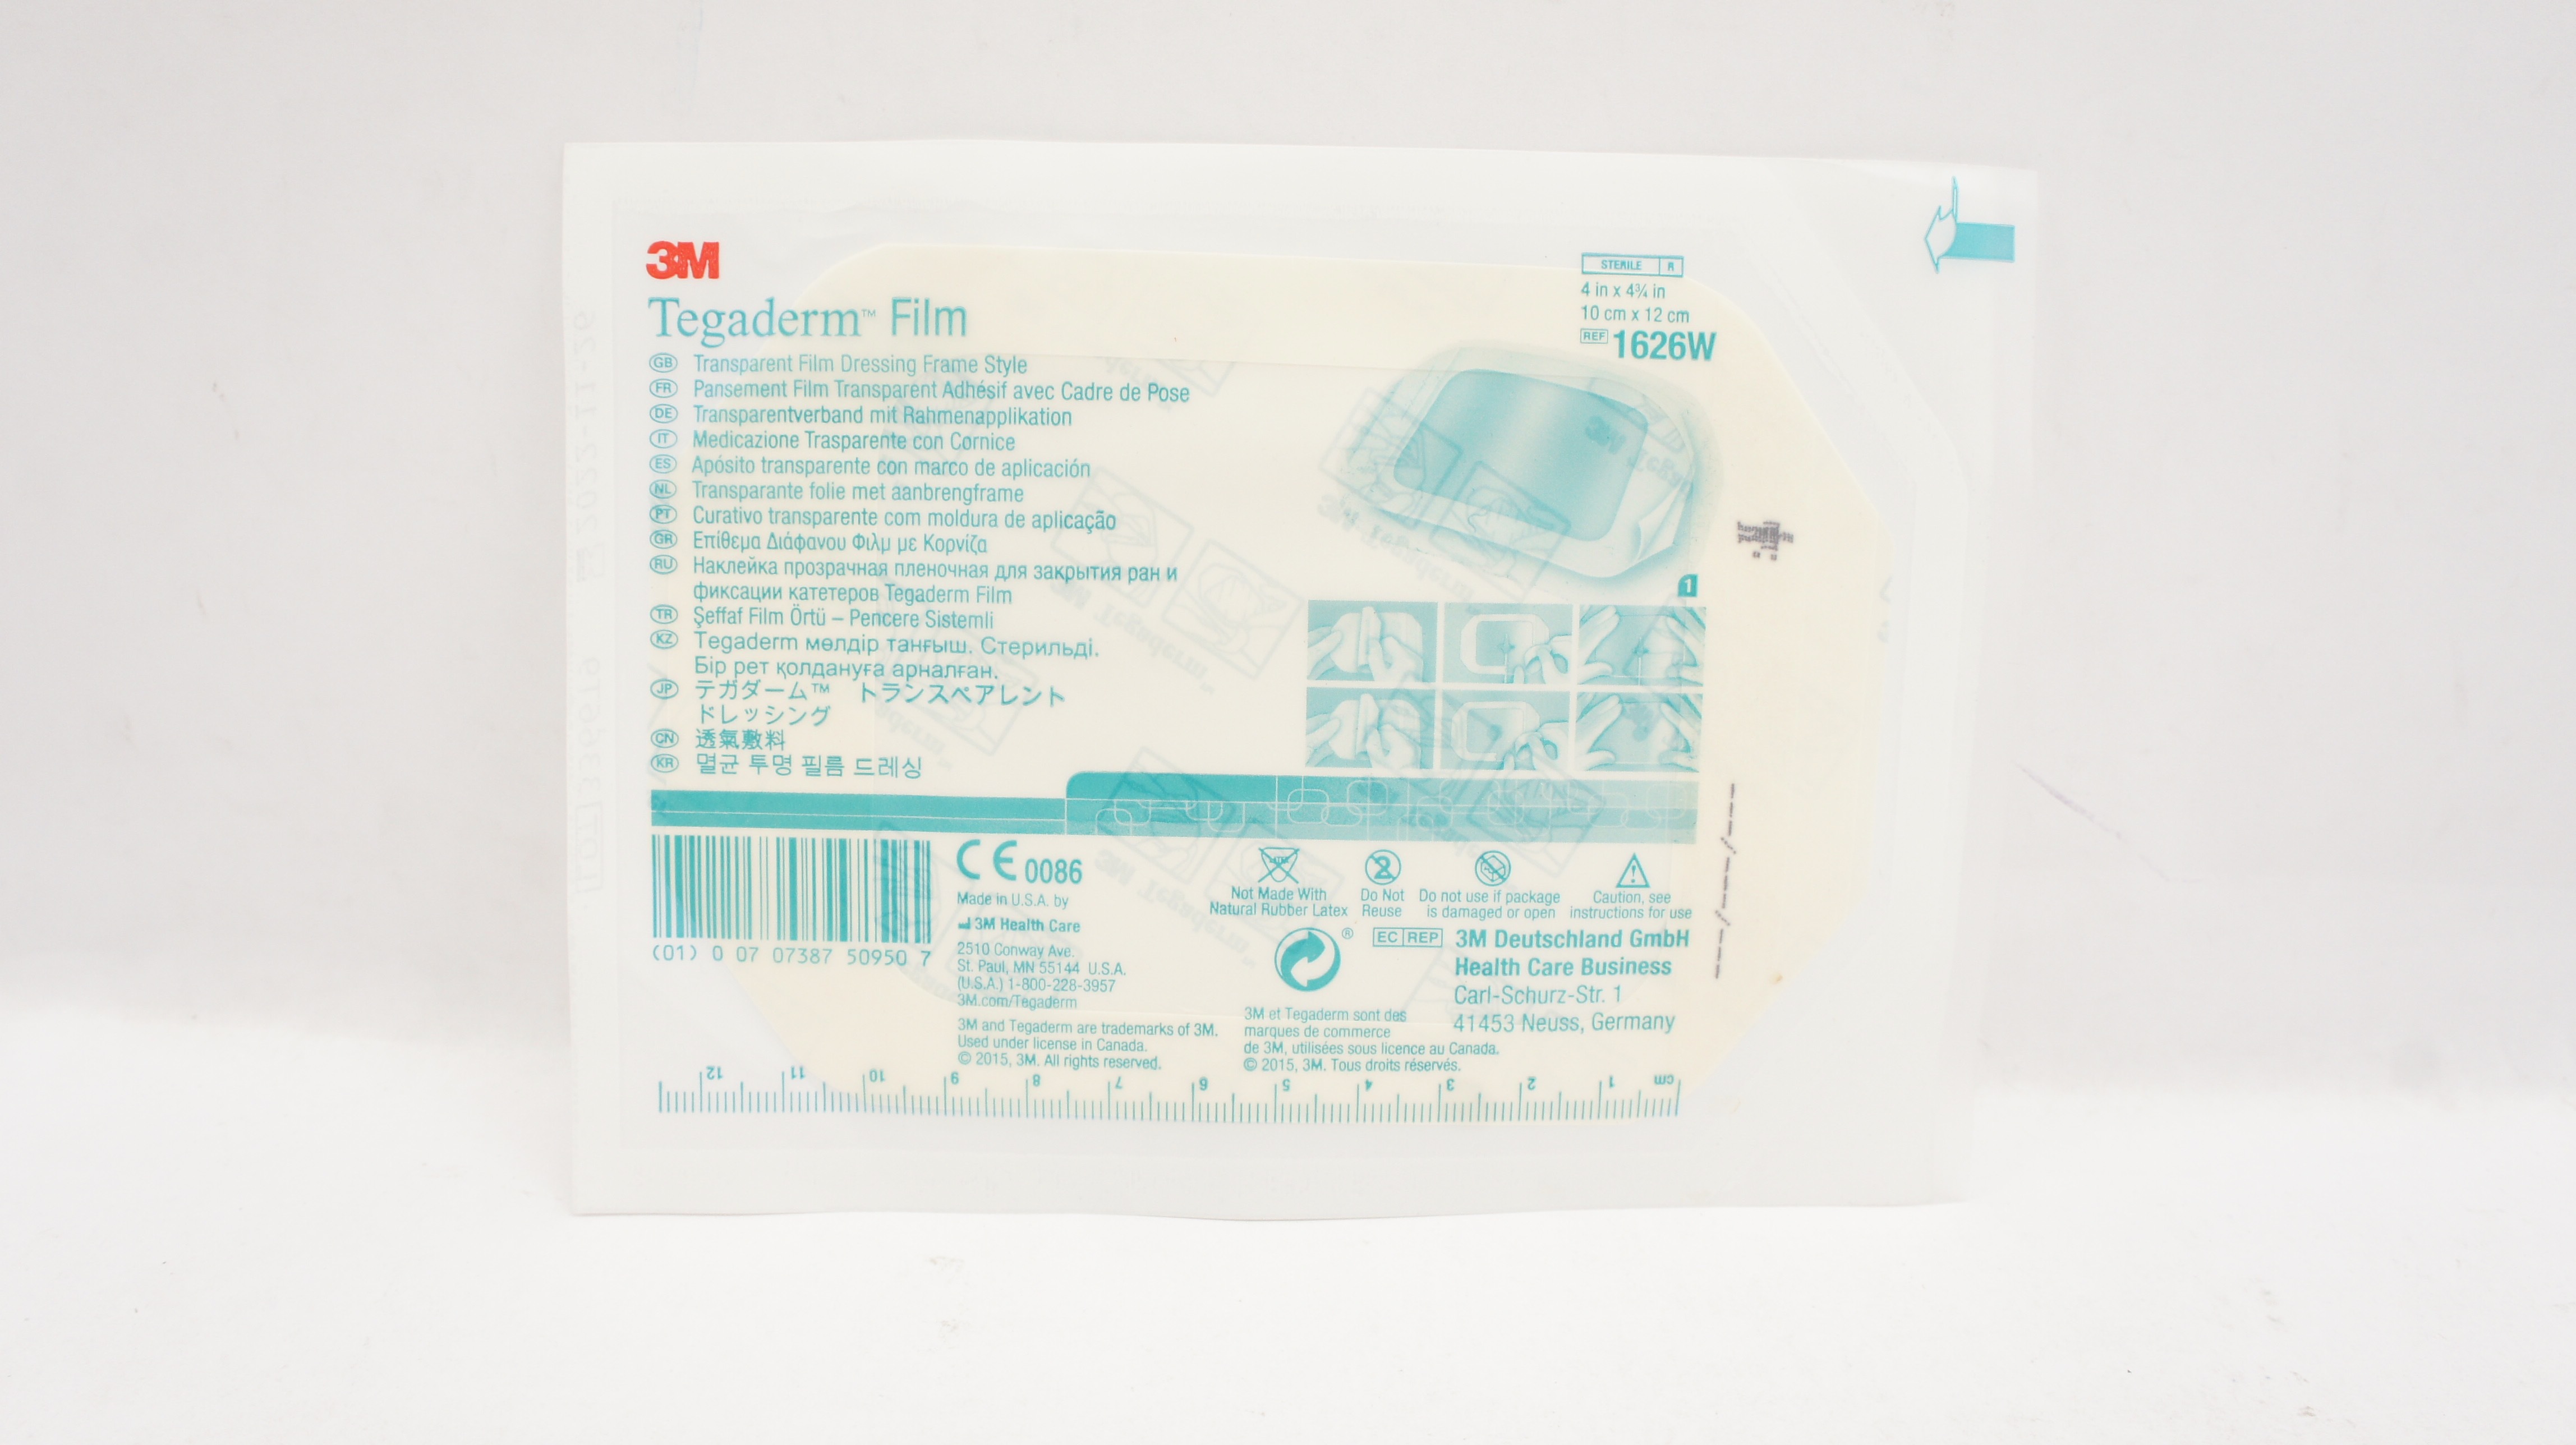 3M
Tegaderm™ Film
GB Transparent Film Dressing Frame Style
FR Pansement Film Transparent Adhésif avec Cadre de Pose
DE Transparentverband mit Rahmenapplikation
IT Medicazione Trasparente con Cornice
ES Apósito transparente con marco de aplicación
NL Transparante folie met aanbrengframe
PT Curativo transparente com moldura de aplicação
GR Επίθεμα Διάφανου Φιλμ με Κορνίζα
RU Наклейка прозрачная пленочная для закрытия ран и
фиксации катетеров Tegaderm Film
TR Şeffaf Film Örtü – Pencere Sistemli
KZ Tegaderm мөлдір танғыш. Стерильді.
Бір рет қолдануға арналған.
JP テガダーム™ トランスペアレント
ドレッシング
CN 透氣敷料
KR 멸균 투명 필름 드레싱
STERILE R
4 in x 4¾ in
10 cm x 12 cm
REF 1626W
1
(01) 0 07 07387 50950 7
CE 0086
Made in U.S.A. by
3M Health Care
2510 Conway Ave.
St. Paul, MN 55144 U.S.A.
(U.S.A.) 1-800-228-3957
3M.com/Tegaderm
3M and Tegaderm are trademarks of 3M.
Used under license in Canada.
© 2015, 3M. All rights reserved.
LATEX
Not Made With
Natural Rubber Latex
2
Do Not
Reuse
Do not use if package
is damaged or open
Caution, see
instructions for use
®
EC REP 3M Deutschland GmbH
Health Care Business
Carl-Schurz-Str. 1
41453 Neuss, Germany
3M et Tegaderm sont des
marques de commerce
de 3M, utilisées sous licence au Canada.
© 2015, 3M. Tous droits réservés.
12 11 10 9 8 7 6 5 4 3 2 1 cm
2022-11-26
LOT